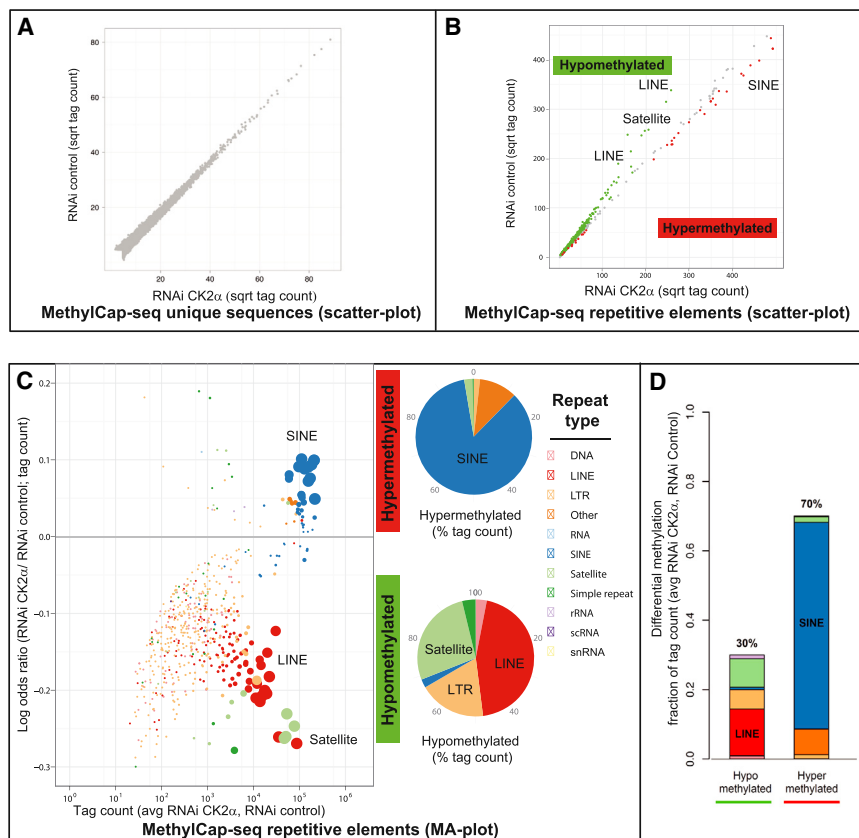 A
80
60
40
20
20
40
60
80
RNAi control (sqrt tag count)
RNAi CK2α (sqrt tag count)
MethylCap-seq unique sequences (scatter-plot)
B
400
300
200
100
0
100
200
300
400
Hypomethylated
LINE
Satellite
LINE
SINE
Hypermethylated
RNAi control (sqrt tag count)
RNAi CK2α (sqrt tag count)
MethylCap-seq repetitive elements (scatter-plot)
C
0.2
0.1
0.0
−0.1
−0.2
−0.3
Log odds ratio (RNAi CK2α/ RNAi control; tag count)
SINE
LINE
Satellite
10⁰
10¹
10²
10³
10⁴
10⁵
10⁶
Tag count (avg RNAi CK2α, RNAi control)
MethylCap-seq repetitive elements (MA-plot)
Hypermethylated
0
20
40
60
80
SINE
Hypermethylated
(% tag count)
Hypomethylated
100
20
40
60
80
Satellite
LINE
LTR
Hypomethylated
(% tag count)
Repeat
type
DNA
LINE
LTR
Other
RNA
SINE
Satellite
Simple repeat
rRNA
scRNA
snRNA
D
1.0
0.8
0.6
0.4
0.2
0.0
Differential methylation
fraction of tag count (avg RNAi CK2α, RNAi Control)
30%
LINE
70%
SINE
Hypo
methylated
Hyper
methylated